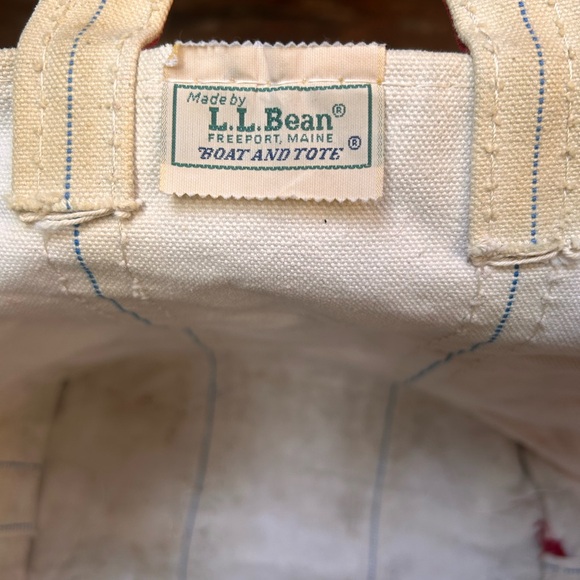 Made by
L.L.Bean®
FREEPORT, MAINE
"BOAT AND TOTE" ®